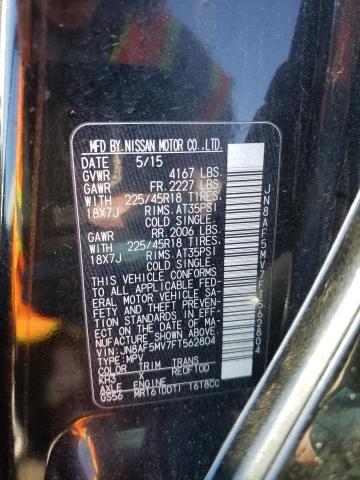 MFD BY.NISSAN MOTOR CO.,LTD.
DATE 5/15
GVWR 4167 LBS.
GAWR FR.2227 LBS
WITH 225/45R18 TIRES.
18X7J RIMS.AT35PSI
COLD SINGLE
GAWR RR.2006 LBS
WITH 225/45R18 TIRES.
18X7J RIMS.AT35PSI
COLD SINGLE
THIS VEHICLE CONFORMS
TO ALL APPLICABLE FED-
ERAL MOTOR VEHICLE SA-
FETY AND THEFT PREVEN-
TION STANDARDS IN EFF-
ECT ON THE DATE OF MA-
NUFACTURE SHOWN ABOVE.
VIN:JN8AF5MV7FT562804
TYPE:MPV
COLOR TRIM TRANS
KH3 RE0F10D
AXLE ENGINE
GS56 MR16(DDT) 1618CC
JN8AF5MV7FT562804